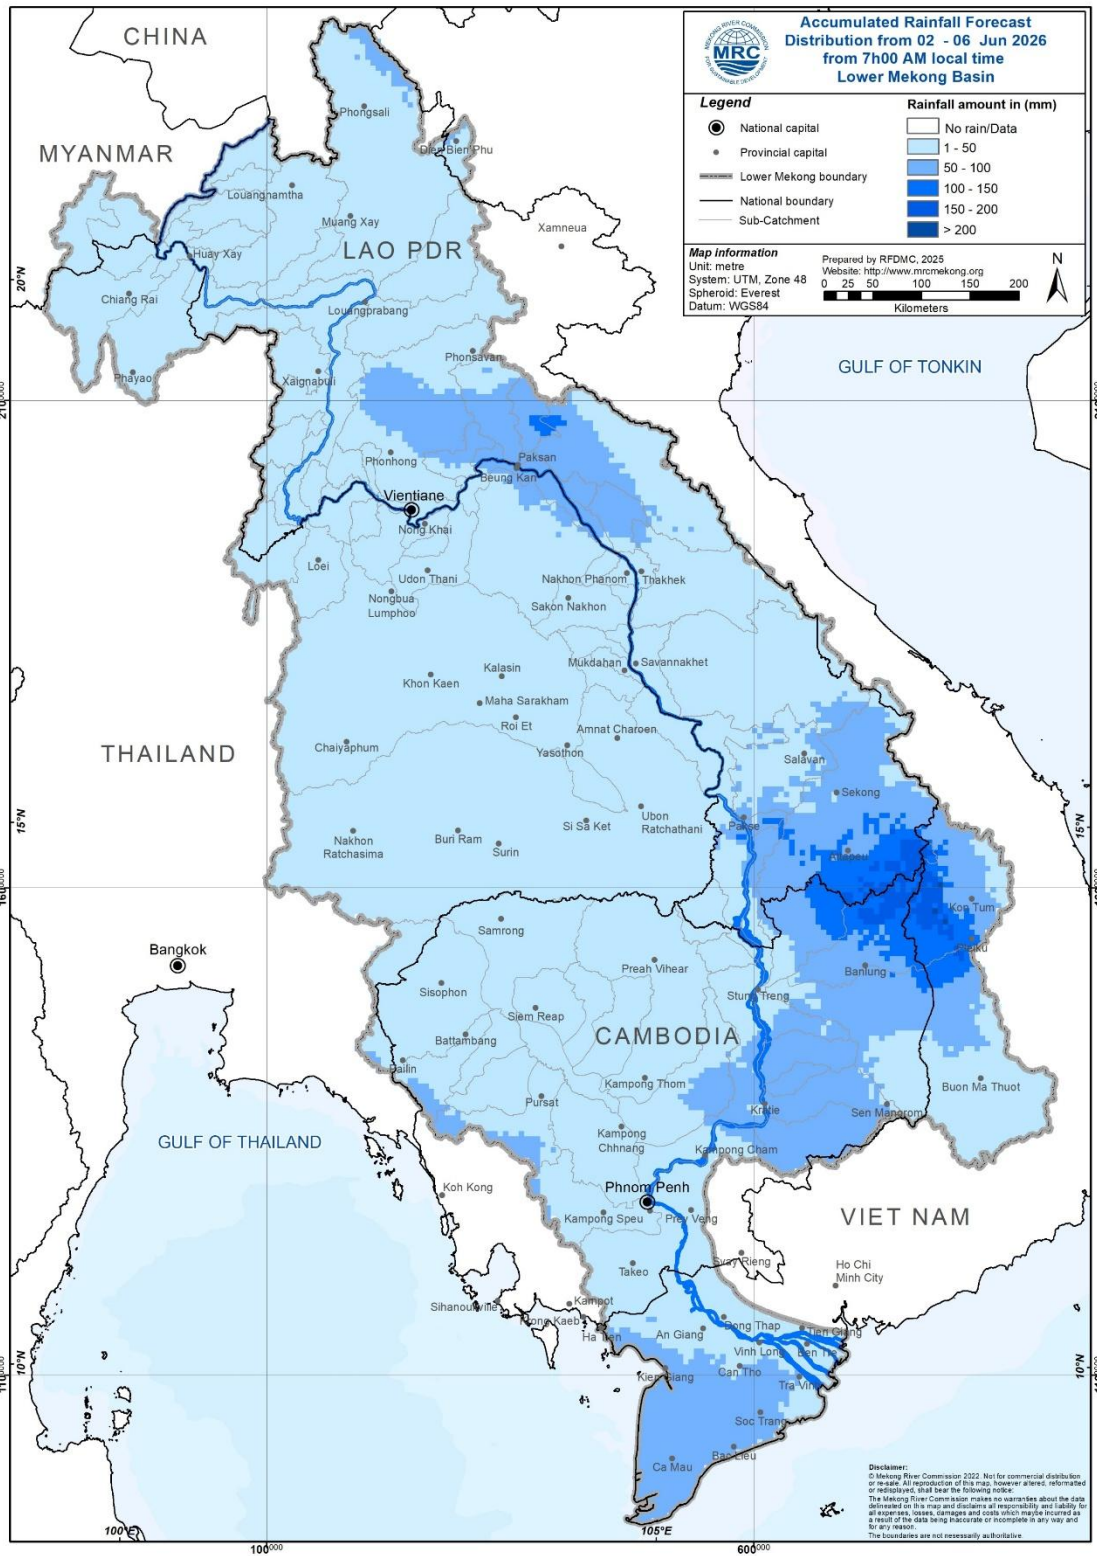 Accumulated Rainfall Forecast
Distribution from 02 - 06 Jun 2026
from 7h00 AM local time
Lower Mekong Basin
MEKONG RIVER COMMISSION
MRC
FOR SUSTAINABLE DEVELOPMENT
Legend
National capital
Provincial capital
Lower Mekong boundary
National boundary
Sub-Catchment
Rainfall amount in (mm)
No rain/Data
1 - 50
50 - 100
100 - 150
150 - 200
> 200
Map information
Unit: metre
System: UTM, Zone 48
Spheroid: Everest
Datum: WGS84
Prepared by RFDMC, 2025
Website: http://www.mrcmekong.org
0 25 50 100 150 200
Kilometers
N
CHINA
MYANMAR
Phongsali
Dien Bien Phu
Louangnamtha
Muang Xay
Xamneua
LAO PDR
Huay Xay
20°N
Chiang Rai
Louangprabang
Phonsavan
Phayao
Xaignabuli
GULF OF TONKIN
Phonhong
Paksan
Beung Kan
Vientiane
Nong Khai
Loei
Udon Thani
Nakhon Phanom
Thakhek
Nongbua
Lumphoo
Sakon Nakhon
Kalasin
Mukdahan
Savannakhet
Khon Kaen
Maha Sarakham
Roi Et
Amnat Charoen
Chaiyaphum
Yasothon
Salavan
THAILAND
Sekong
15°N
15°N
Si Sa Ket
Ubon
Ratchathani
Pakse
Nakhon
Ratchasima
Buri Ram
Surin
Attapeu
Kon Tum
Samrong
Pleiku
Bangkok
Preah Vihear
Banlung
Sisophon
Stung Treng
Siem Reap
CAMBODIA
Battambang
Pailin
Kampong Thom
Buon Ma Thuot
Pursat
Kratie
Sen Monorom
Kampong
Chhnang
GULF OF THAILAND
Kampong Cham
Koh Kong
Phnom Penh
Kampong Speu
Prey Veng
VIET NAM
Svay Rieng
Takeo
Ho Chi
Minh City
Sihanoukville
Kampot
Krong Kaeb
Ha Tien
An Giang
Dong Thap
Tien Giang
Vinh Long
Ben Tre
10°N
10°N
Kien Giang
Can Tho
Tra Vinh
Soc Trang
Bac Lieu
Ca Mau
Disclaimer:
© Mekong River Commission 2022. Not for commercial distribution
or re-sale. All reproduction of this map, however altered, reformatted
or redisplayed, shall bear the following notice:
The Mekong River Commission makes no warranties about the data
delineated on this map and disclaims all responsibility and liability for
all expenses, losses, damages and costs which maybe incurred as
a result of the data being inaccurate or incomplete in any way and
for any reason.
The boundaries are not nesessarily authoritative.
100°E
105°E
100000
600000